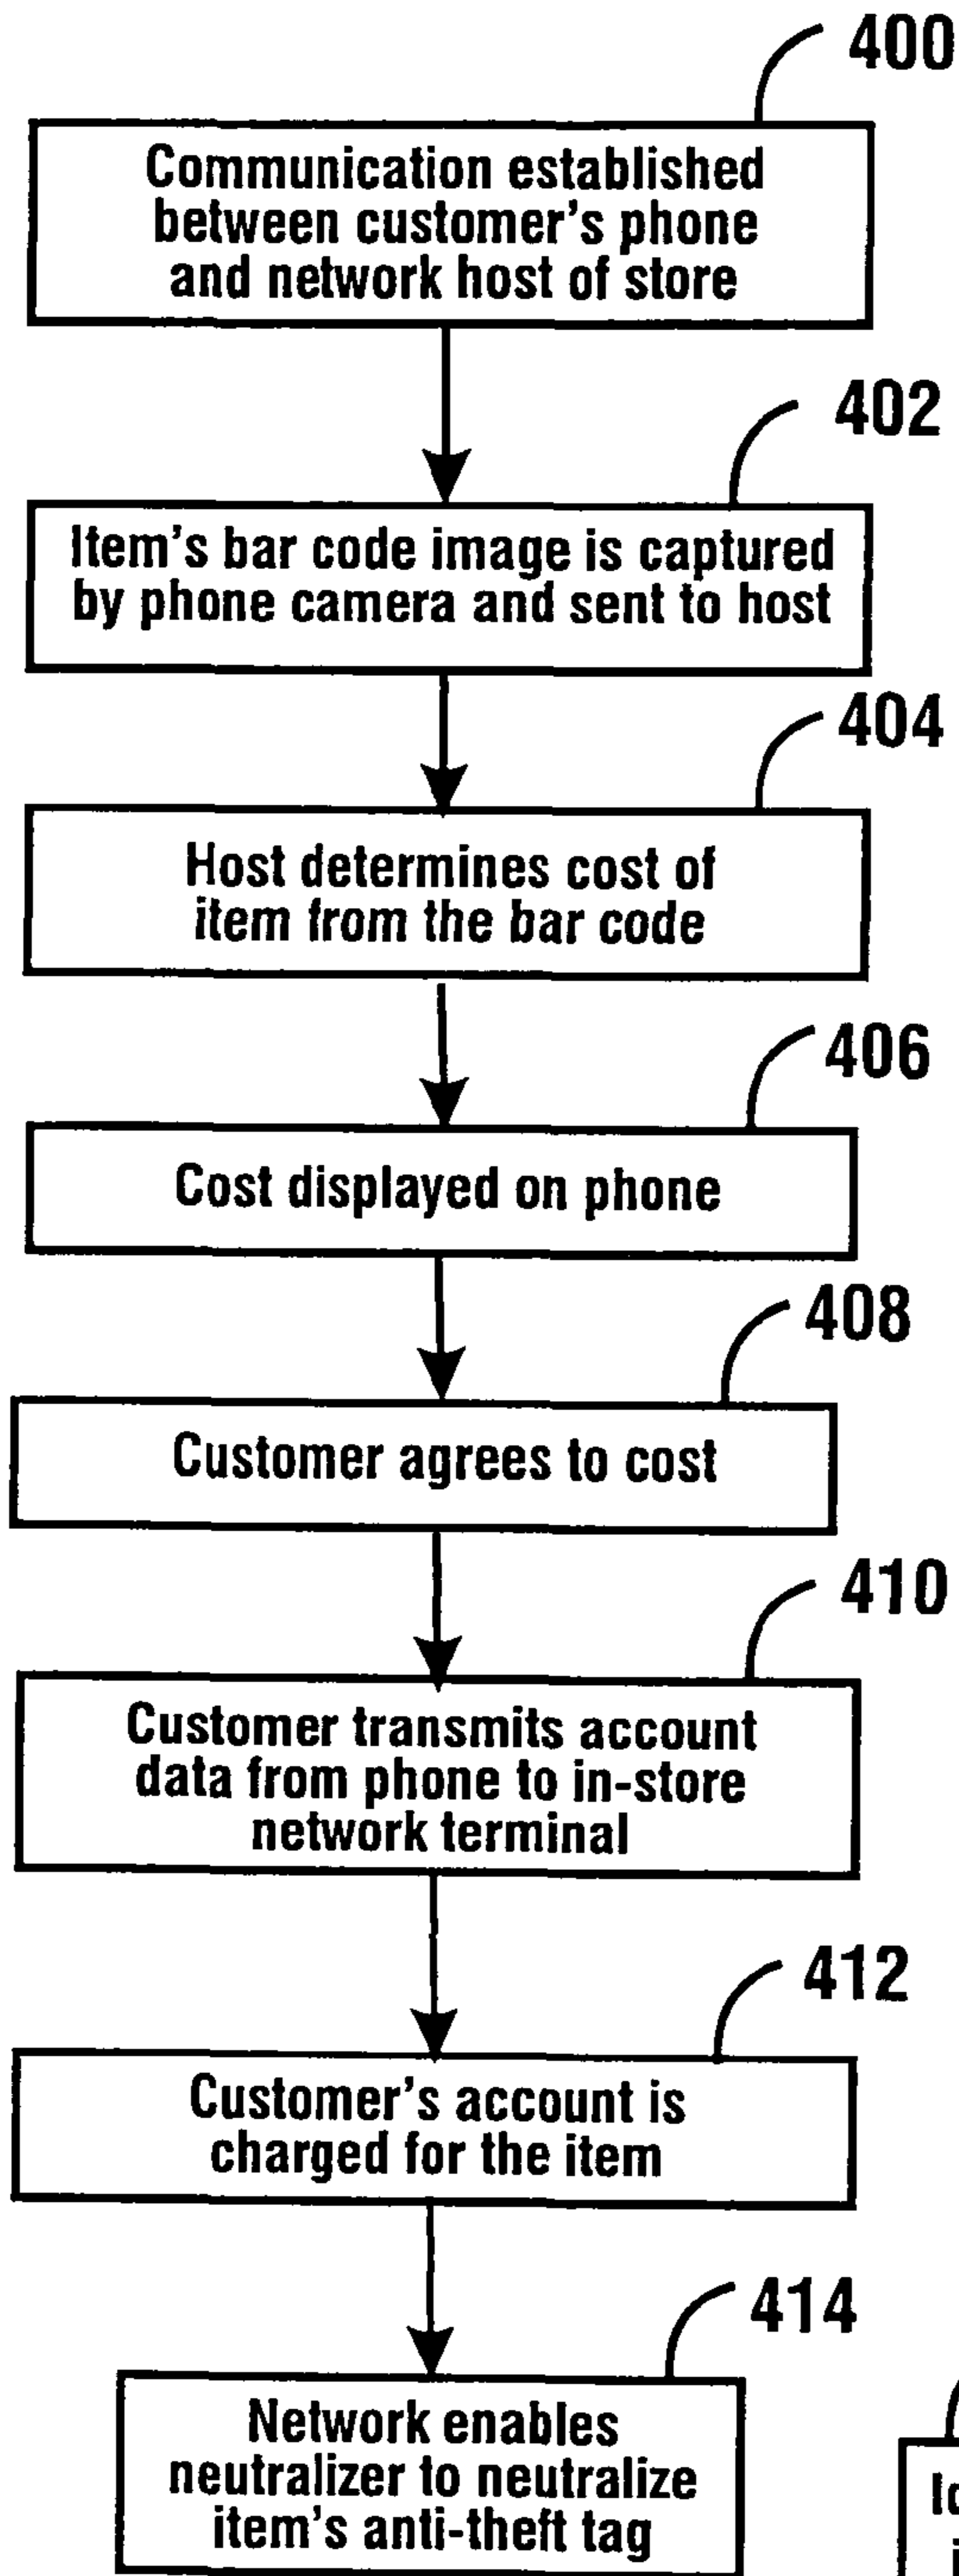 400
Communication established
between customer's phone
and network host of store
402
Item's bar code image is captured
by phone camera and sent to host
404
Host determines cost of
item from the bar code
406
Cost displayed on phone
408
Customer agrees to cost
410
Customer transmits account
data from phone to in-store
network terminal
412
Customer's account is
charged for the item
414
Network enables
neutralizer to neutralize
item's anti-theft tag